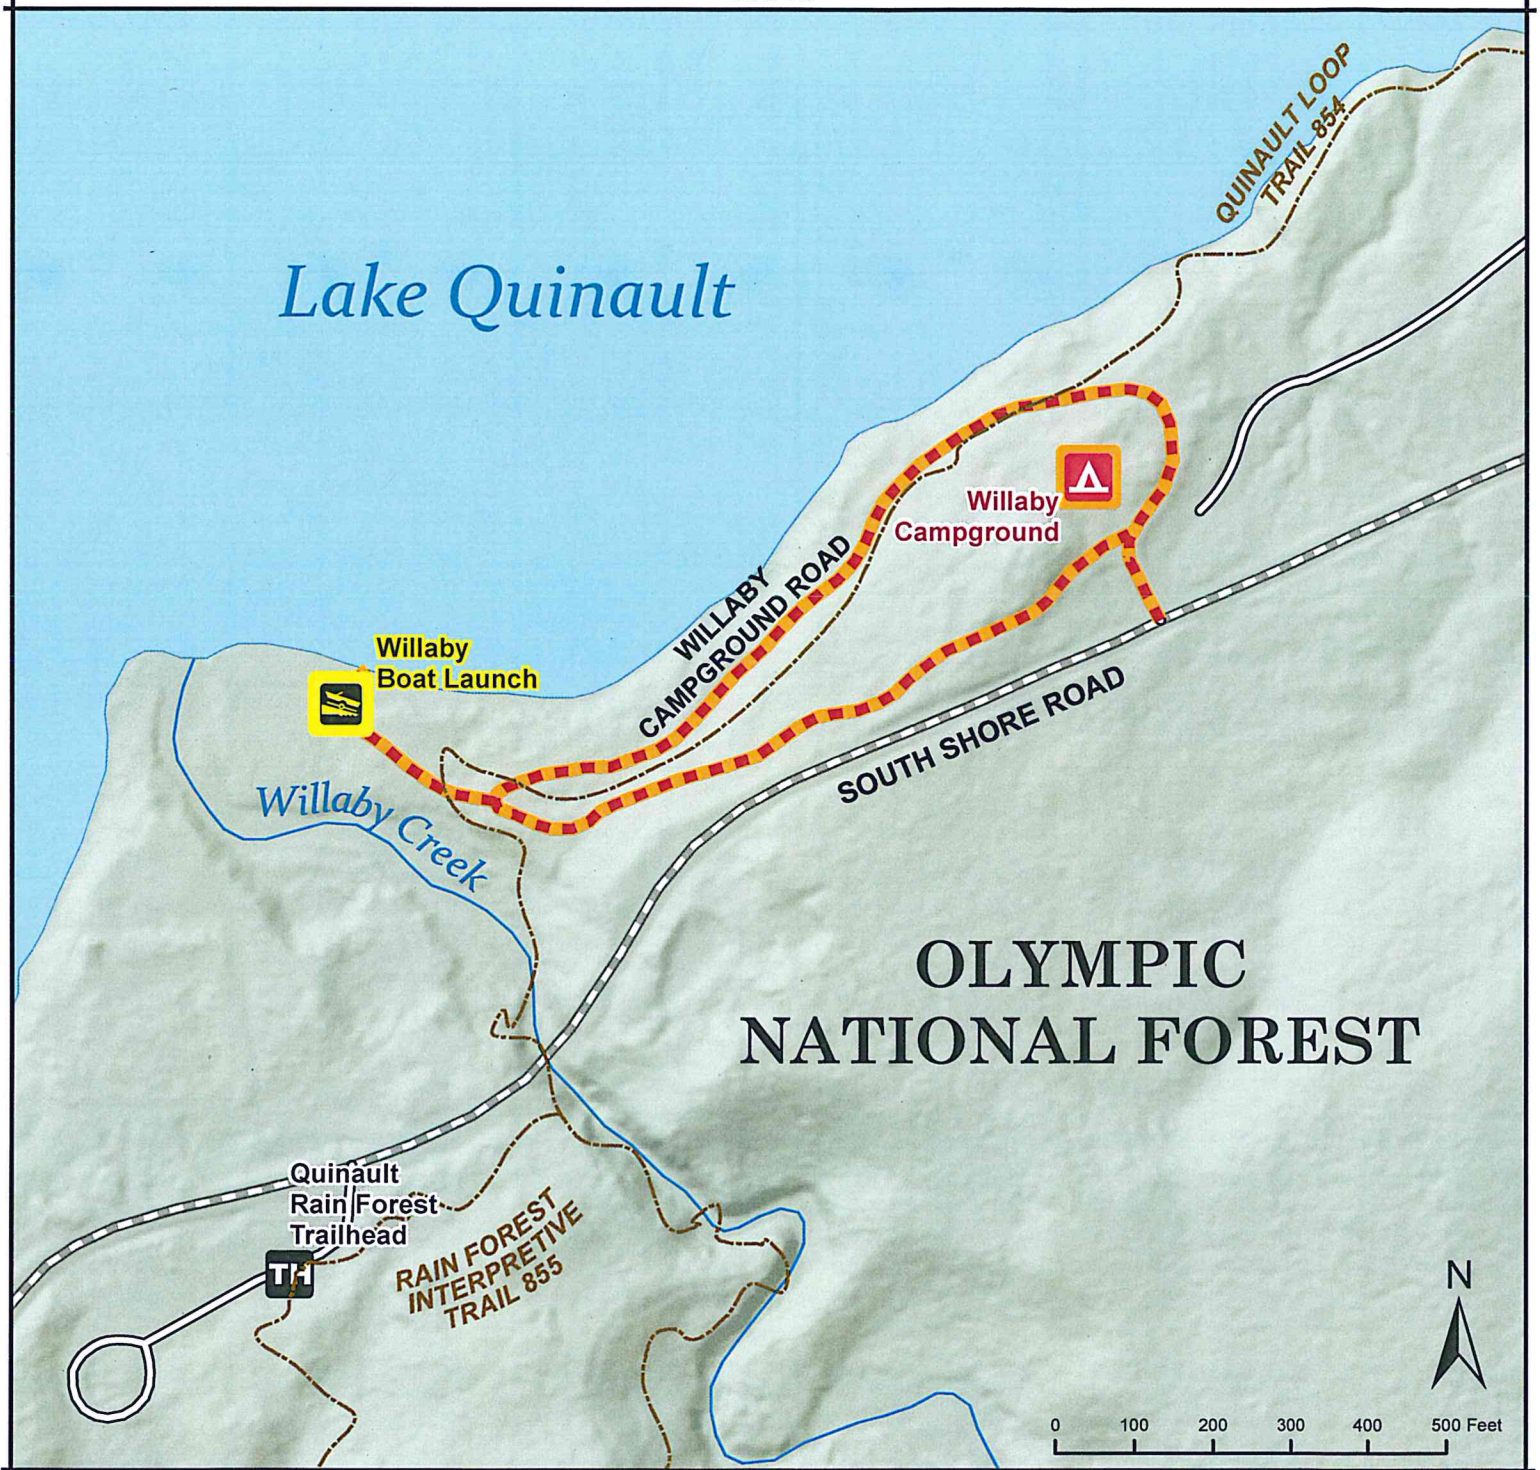 QUINAULT LOOP
TRAIL 854
Lake Quinault
Willaby
Campground
WILLABY
CAMPGROUND ROAD
Willaby
Boat Launch
SOUTH SHORE ROAD
Willaby Creek
OLYMPIC
NATIONAL FOREST
Quinault
Rain Forest
Trailhead
TH
RAIN FOREST
INTERPRETIVE
TRAIL 855
N
0 100 200 300 400 500 Feet